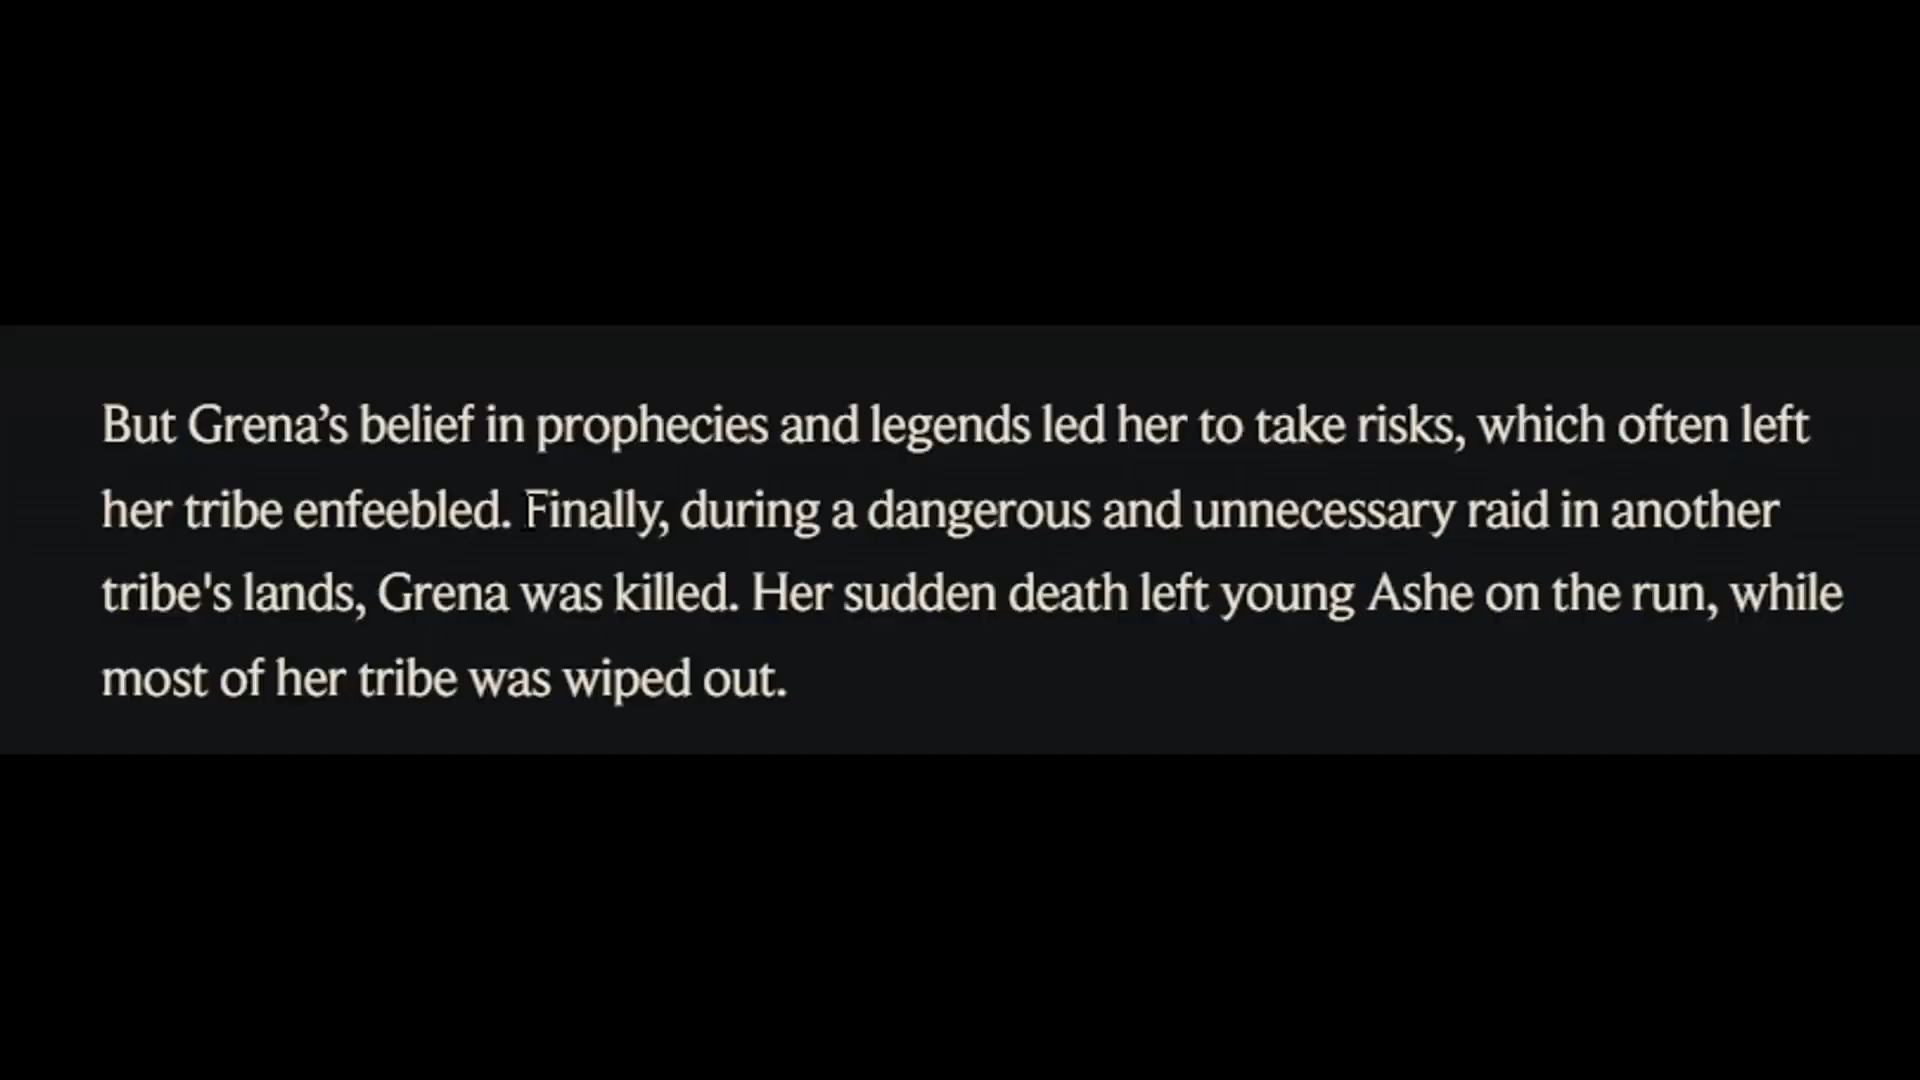 But Grena’s belief in prophecies and legends led her to take risks, which often left
her tribe enfeebled. Finally, during a dangerous and unnecessary raid in another
tribe's lands, Grena was killed. Her sudden death left young Ashe on the run, while
most of her tribe was wiped out.